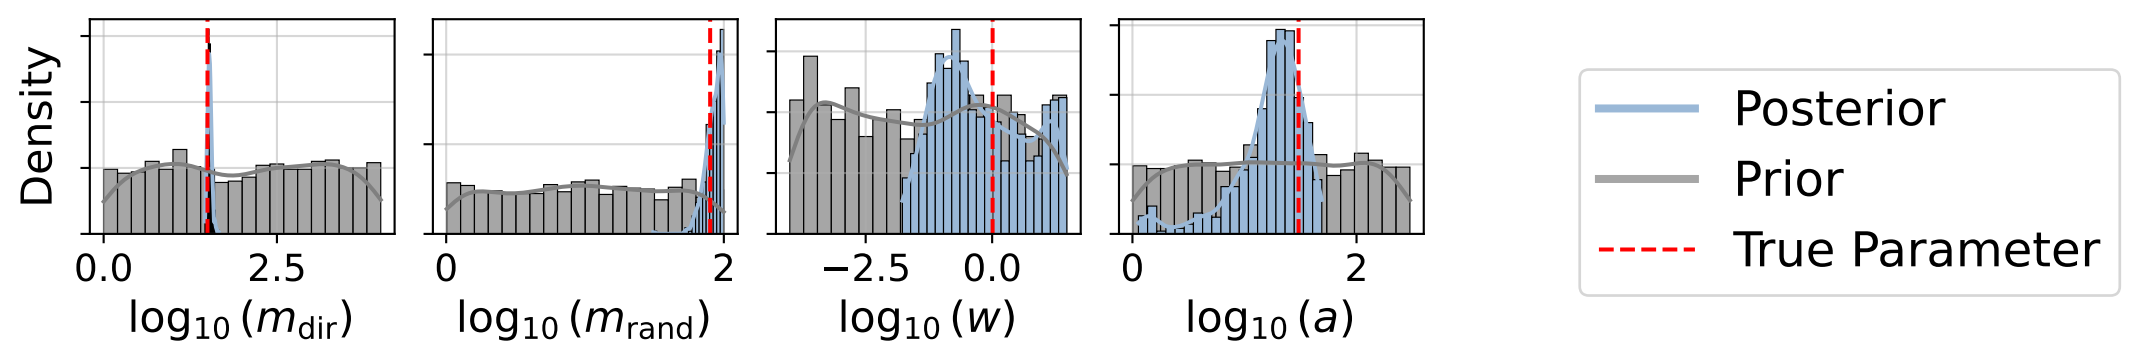 Density
0.0 2.5
log10 (mdir)
0 2
log10 (mrand)
−2.5 0.0
log10 (w)
0 2
log10 (a)
Posterior
Prior
True Parameter